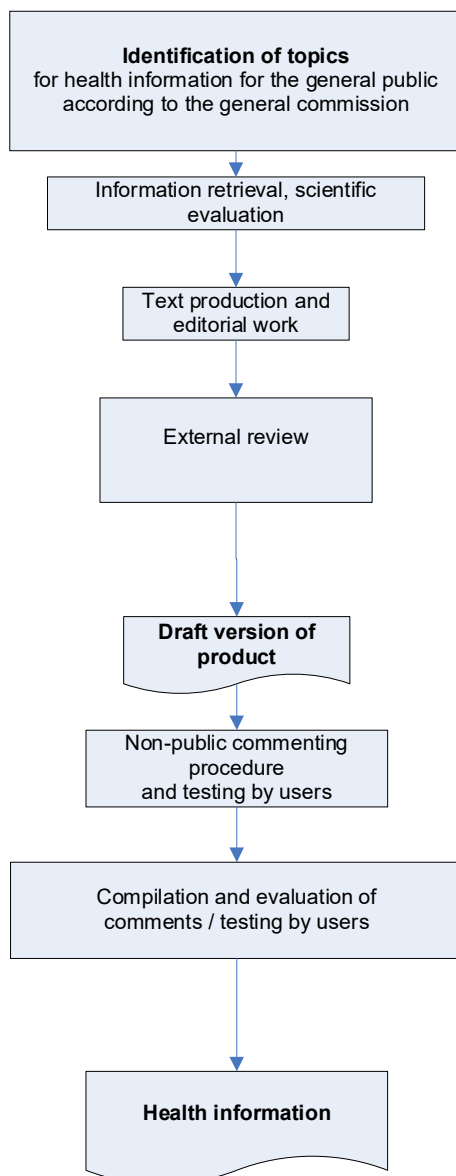 Identification of topics
for health information for the general public
according to the general commission
Information retrieval, scientific
evaluation
Text production and
editorial work
External review
Draft version of
product
Non-public commenting
procedure
and testing by users
Compilation and evaluation of
comments / testing by users
Health information